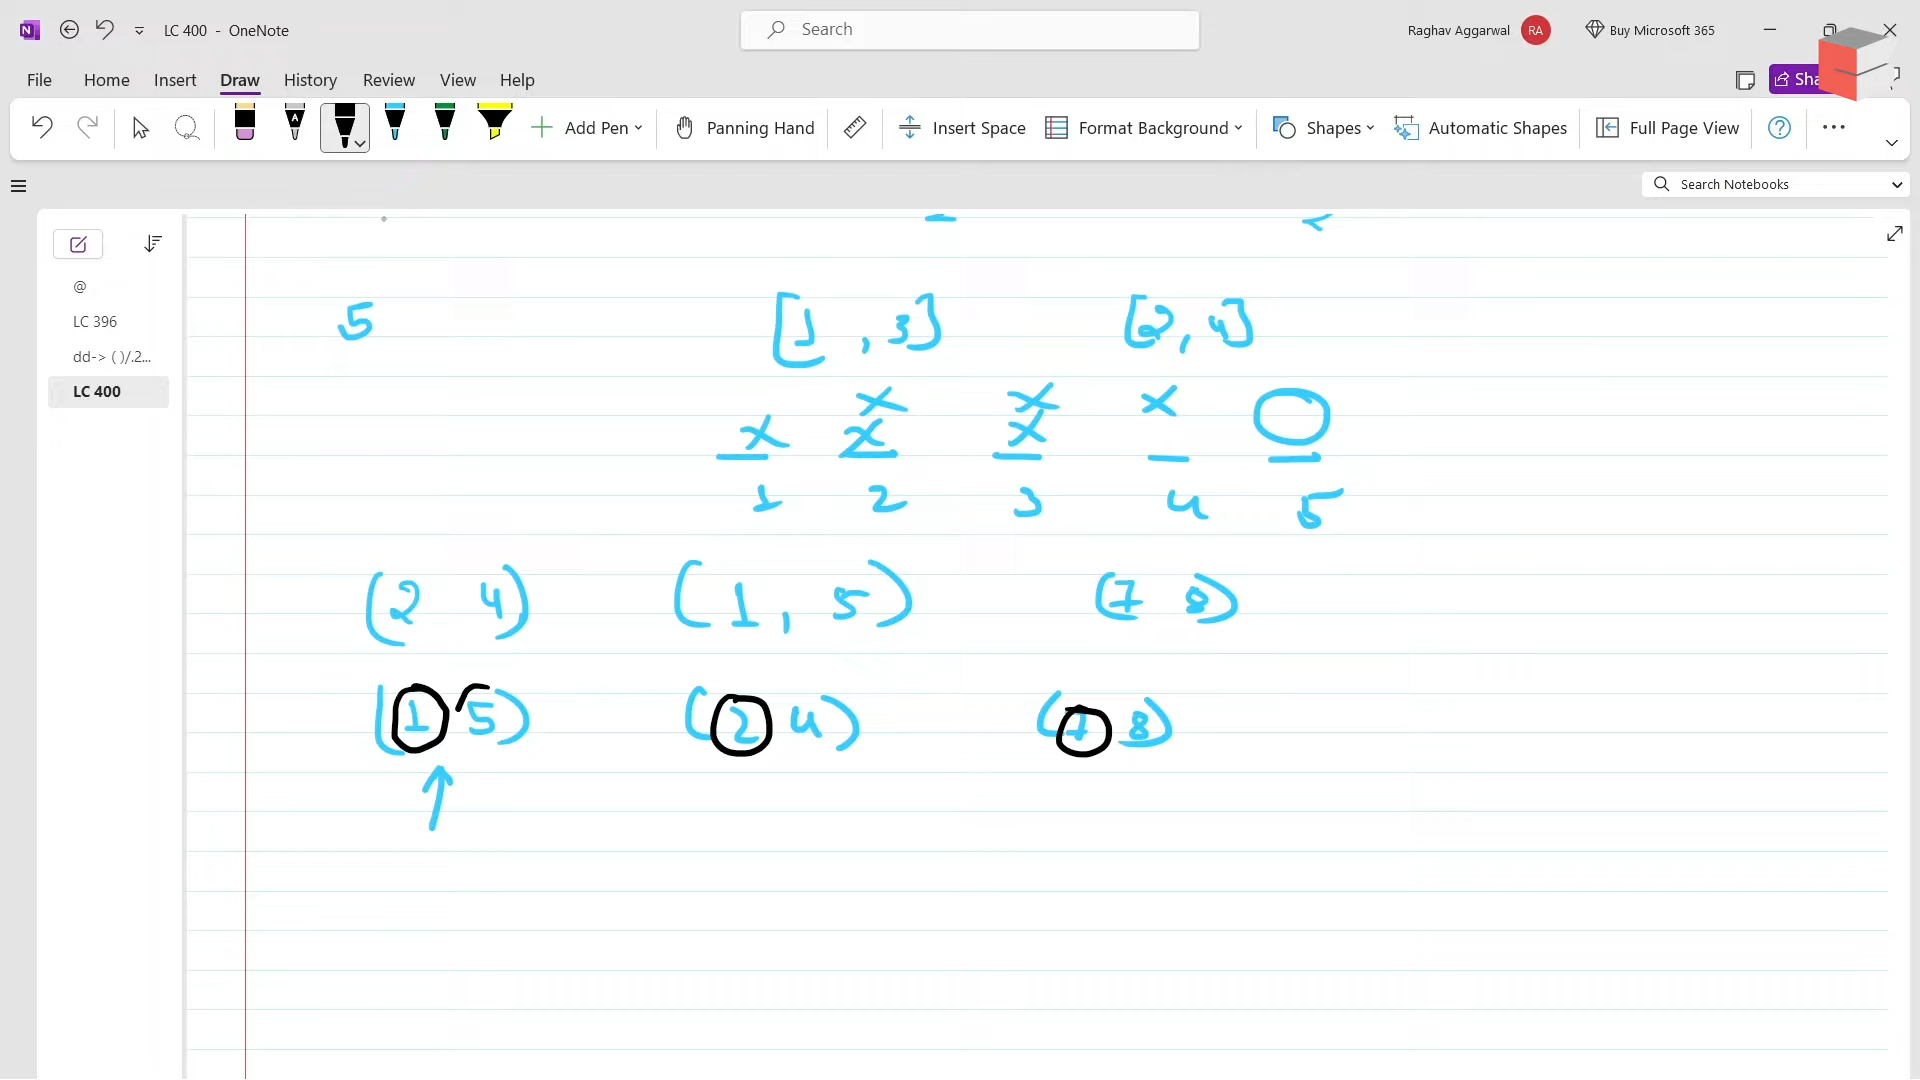 LC 400 - OneNote
Search
Raghav Aggarwal
RA
Buy Microsoft 365
File Home Insert Draw History Review View Help
Add Pen
Panning Hand
Insert Space
Format Background
Shapes
Automatic Shapes
Full Page View
Search Notebooks
@
LC 396
dd-> ( )/.2...
LC 400
5 [1 , 3] [2, 4]
x x x
x x x
1 2 3 4 5
(2 4) (1, 5) (7 8)
(1 5) (2 4) (7 8)